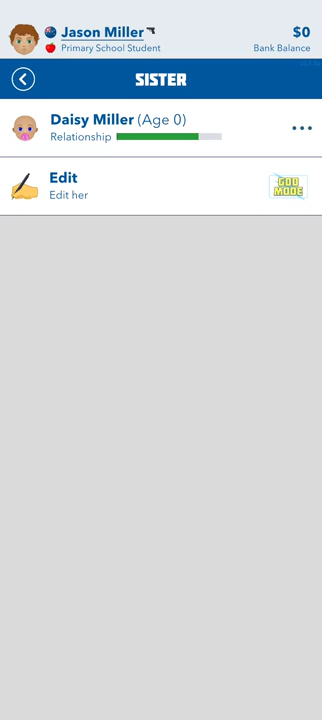 Jason Miller
$0
Primary School Student
Bank Balance
SISTER
Daisy Miller (Age 0)
Relationship
Edit
Edit her
GOD
MODE